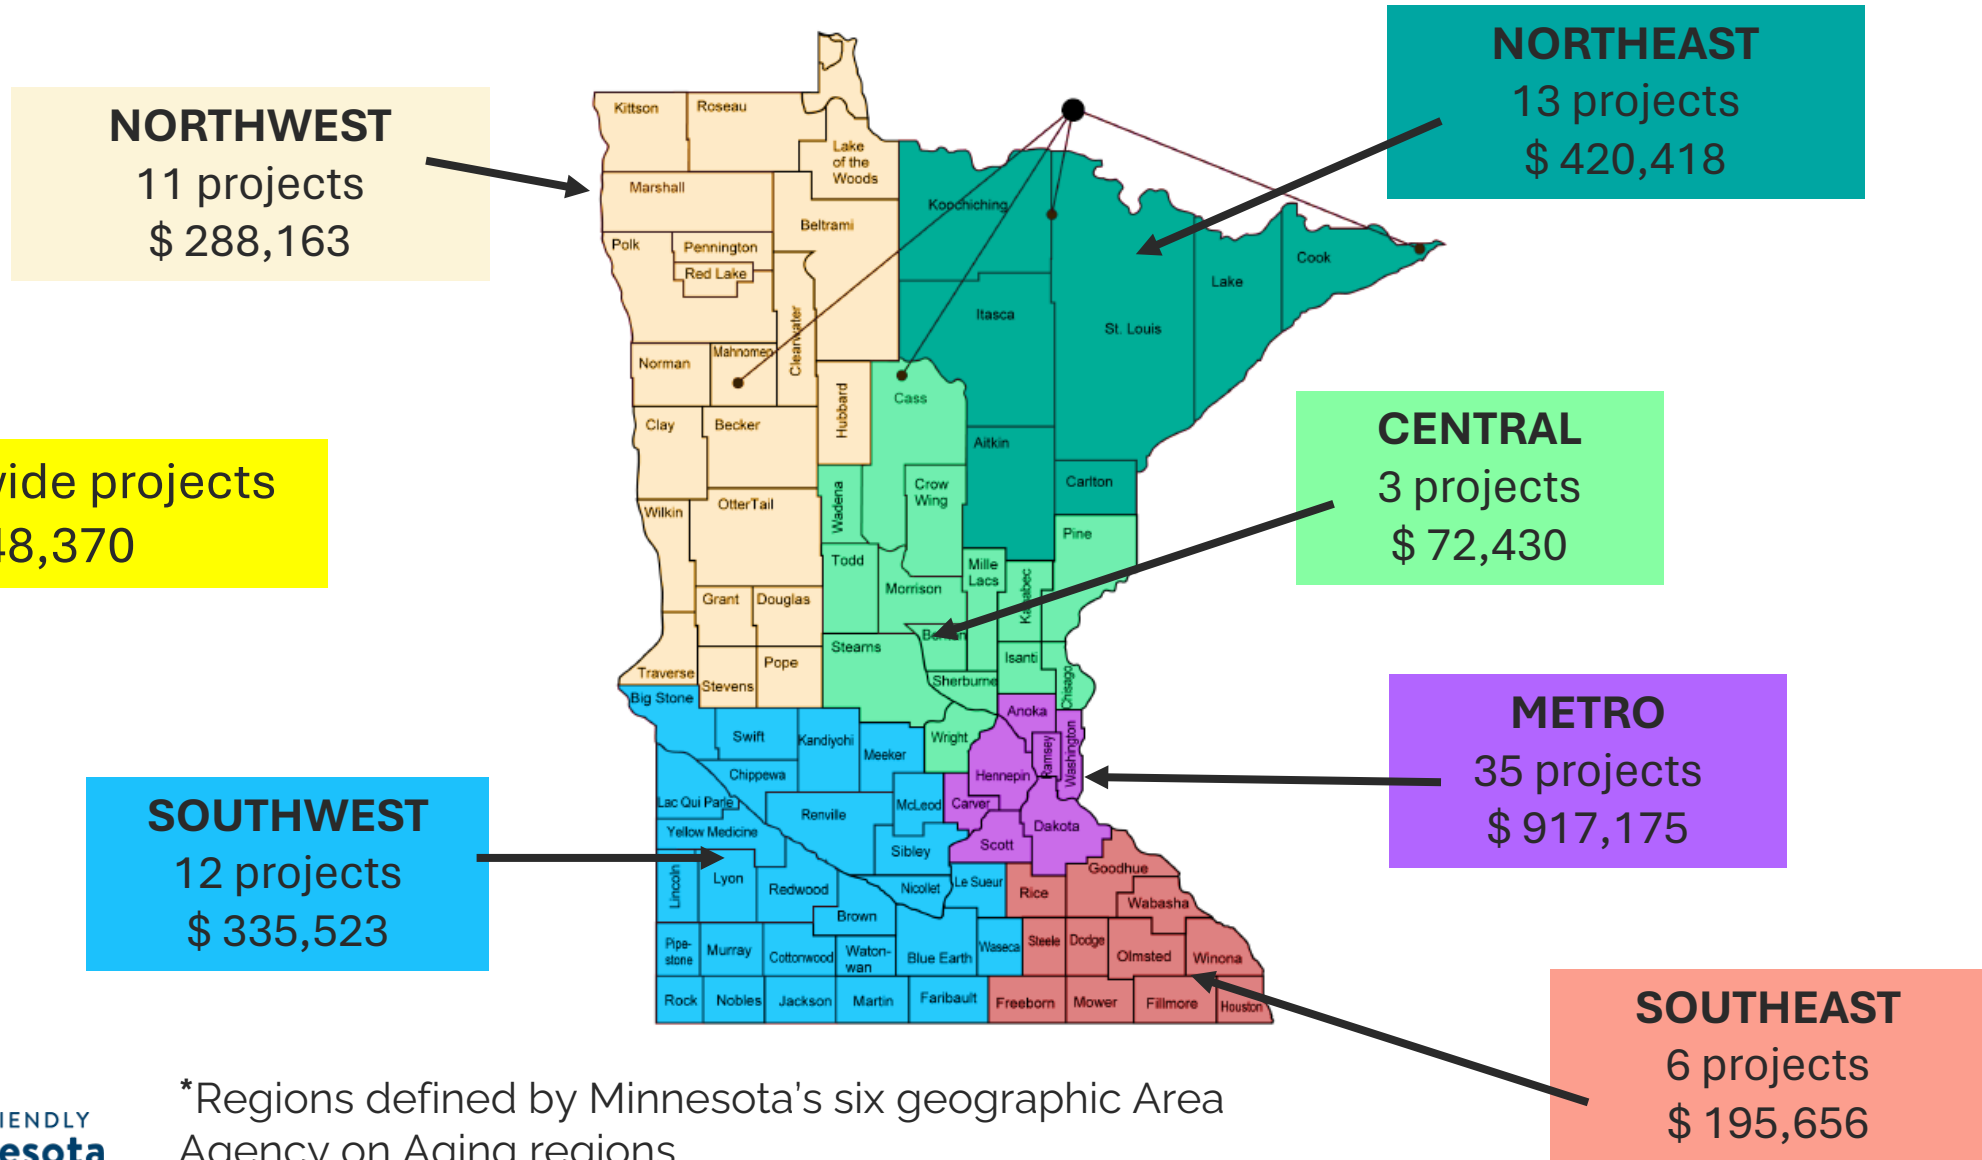 NORTHEAST
13 projects
$ 420,418
NORTHWEST
11 projects
$ 288,163
Kittson
Roseau
Lake
of the
Woods
Marshall
Koochiching
Beltrami
Polk
Pennington
Red Lake
Cook
Lake
Itasca
St. Louis
Clearwater
Norman
Mahnomen
Hubbard
Cass
Clay
Becker
Aitkin
CENTRAL
3 projects
$ 72,430
wide projects
48,370
Carlton
Crow
Wing
Wadena
OtterTail
Wilkin
Pine
Todd
Mille
Lacs
Morrison
Kanabec
Grant
Douglas
Benton
Stearns
Isanti
Pope
Traverse
Stevens
Sherburne
Chisago
Big Stone
METRO
35 projects
$ 917,175
Anoka
Swift
Kandiyohi
Wright
Meeker
Ramsey
Washington
Hennepin
Chippewa
SOUTHWEST
12 projects
$ 335,523
Lac Qui Parle
McLeod
Carver
Renville
Dakota
Yellow Medicine
Scott
Sibley
Goodhue
Lincoln
Lyon
Redwood
Nicollet
Le Sueur
Rice
Wabasha
Brown
Pipe-
stone
Murray
Cottonwood
Waton-
wan
Blue Earth
Waseca
Steele
Dodge
Olmsted
Winona
Rock
Nobles
Jackson
Martin
Faribault
Freeborn
Mower
Fillmore
Houston
SOUTHEAST
6 projects
$ 195,656
*Regions defined by Minnesota's six geographic Area
Agency on Aging regions
IENDLY
esota